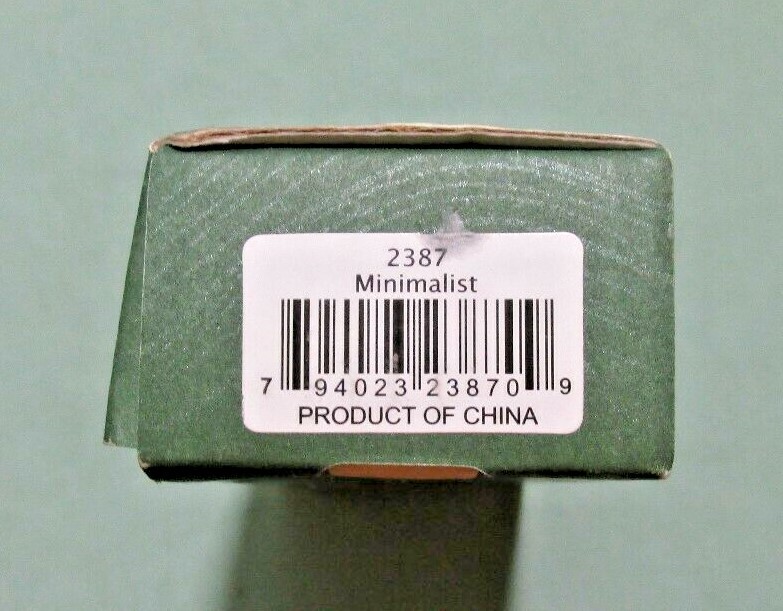 2387
Minimalist
7 94023 23870 9
PRODUCT OF CHINA